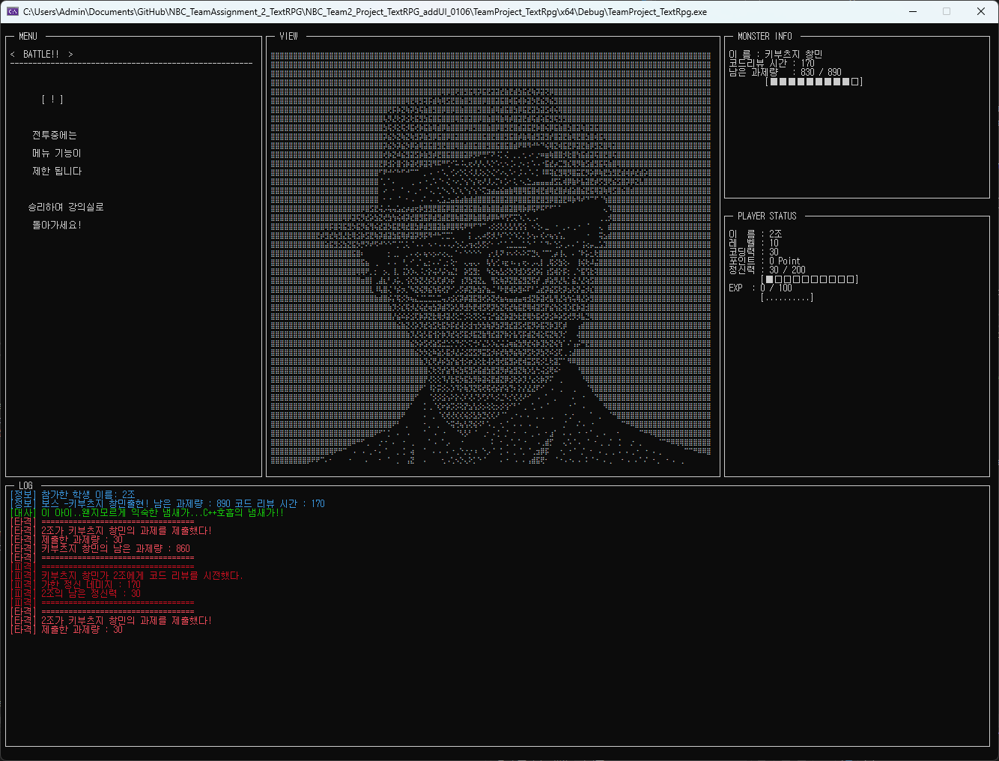 C:\Users\Admin\Documents\GitHub\NBC_TeamAssignment_2_TextRPG\NBC_Team2_Project_TextRPG_addUI_0106\TeamProject_TextRpg\x64\Debug\TeamProject_TextRpg.exe
MENU
< BATTLE!! >
[ ! ]
전투중에는
메뉴 기능이
제한 됩니다
승리하여 강의실로
돌아가세요!
VIEW
MONSTER INFO
이 름 : 키부츠지 창민
코드리뷰 시간 : 170
남은 과제량 : 830 / 890
[■■■■■■■■■□]
PLAYER STATUS
이 름 : 2조
레 벨 : 10
코딩력 : 30
포인트 : 0 Point
정신력 : 30 / 200
[■□□□□□□□□□]
EXP : 0 / 100
[..........]
LOG
[정보] 참가한 학생 이름: 2조
[정보] 보스 -키부츠지 창민출현! 남은 과제량 : 890 코드 리뷰 시간 : 170
[대사] 이 아이..왠지모르게 익숙한 냄새가...C++호흡의 냄새가!!
[타격] ==================================
[타격] 2조가 키부츠지 창민의 과제를 제출했다!
[타격] 제출한 과제량 : 30
[타격] 키부츠지 창민의 남은 과제량 : 860
[타격] ==================================
[피격] ==================================
[피격] 키부츠지 창민가 2조에게 코드 리뷰를 시전했다.
[피격] 가한 정신 데미지 : 170
[피격] 2조의 남은 정신력 : 30
[피격] ==================================
[타격] ==================================
[타격] 2조가 키부츠지 창민의 과제를 제출했다!
[타격] 제출한 과제량 : 30